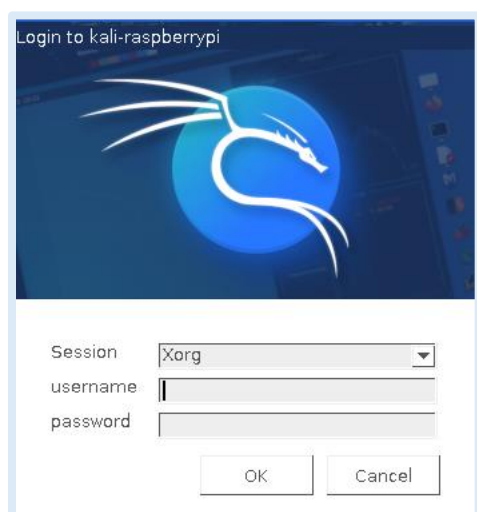 Login to kali-raspberrypi
Session Xorg
username
password
OK Cancel